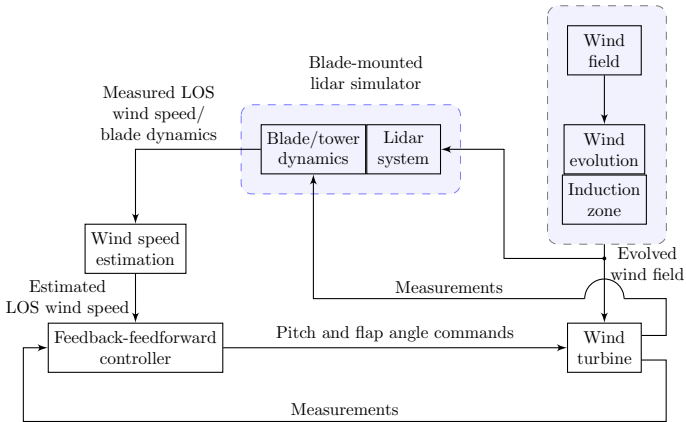 Wind
field
Blade-mounted
lidar simulator
Measured LOS
wind speed/
blade dynamics
Blade/tower
dynamics
Lidar
system
Wind
evolution
Induction
zone
Wind speed
estimation
Evolved
wind field
Estimated
LOS wind speed
Measurements
Feedback-feedforward
controller
Pitch and flap angle commands
Wind
turbine
Measurements